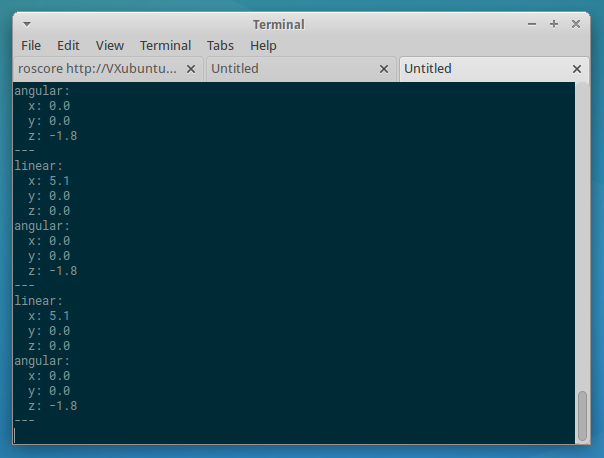 Terminal
File Edit View Terminal Tabs Help
roscore http://VXubuntu... Untitled Untitled
angular:
  x: 0.0
  y: 0.0
  z: -1.8
---
linear:
  x: 5.1
  y: 0.0
  z: 0.0
angular:
  x: 0.0
  y: 0.0
  z: -1.8
---
linear:
  x: 5.1
  y: 0.0
  z: 0.0
angular:
  x: 0.0
  y: 0.0
  z: -1.8
---